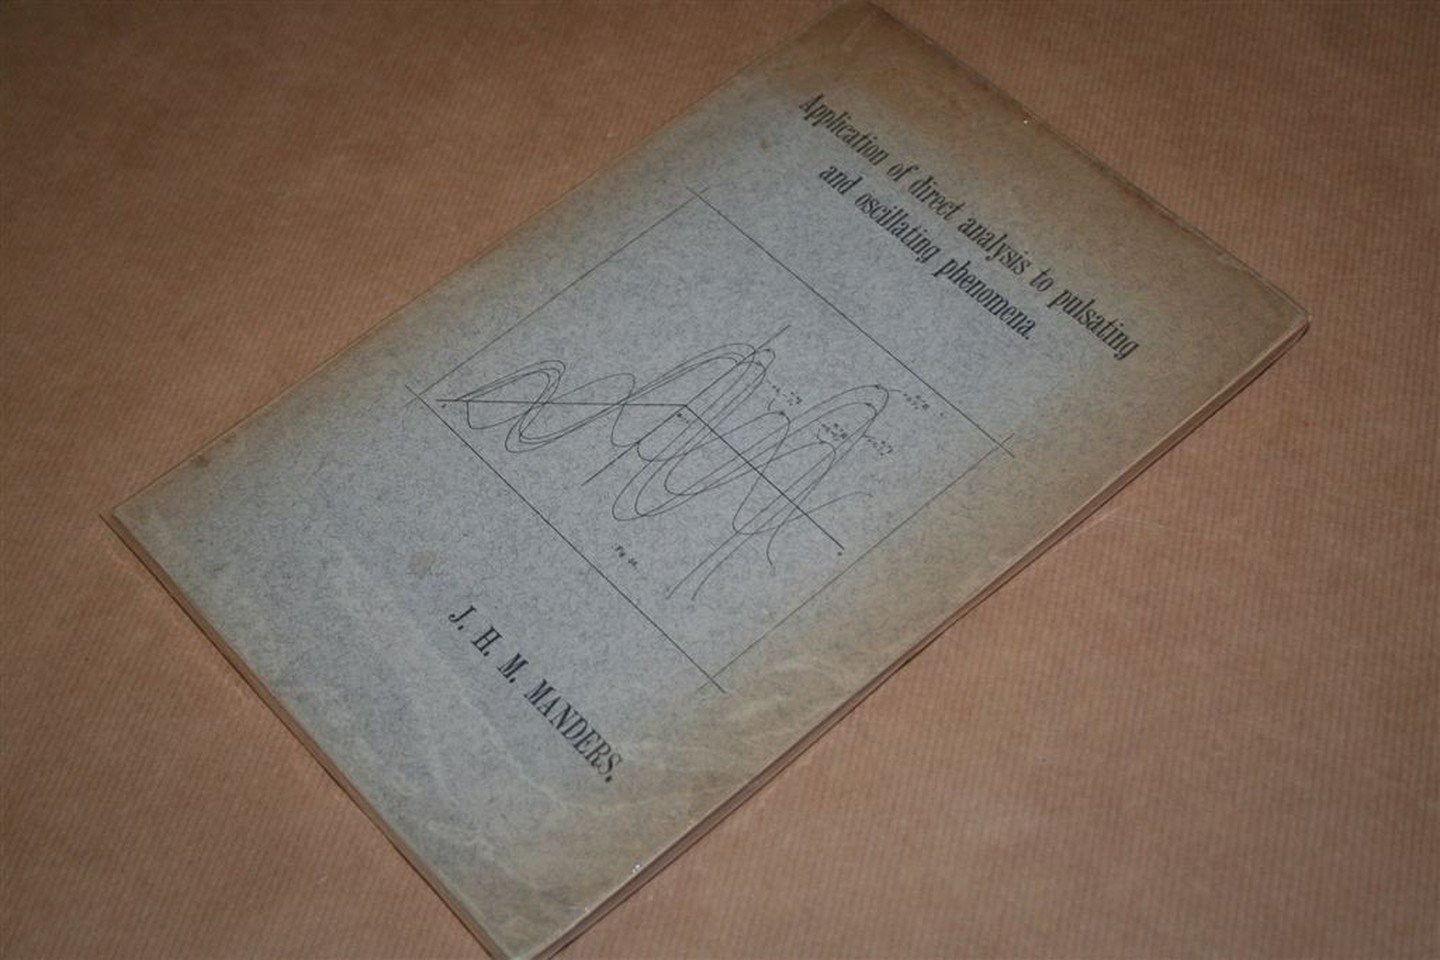 Application of direct analysis to pulsating
and oscillating phenomena.
J. H. M. MANDERS.